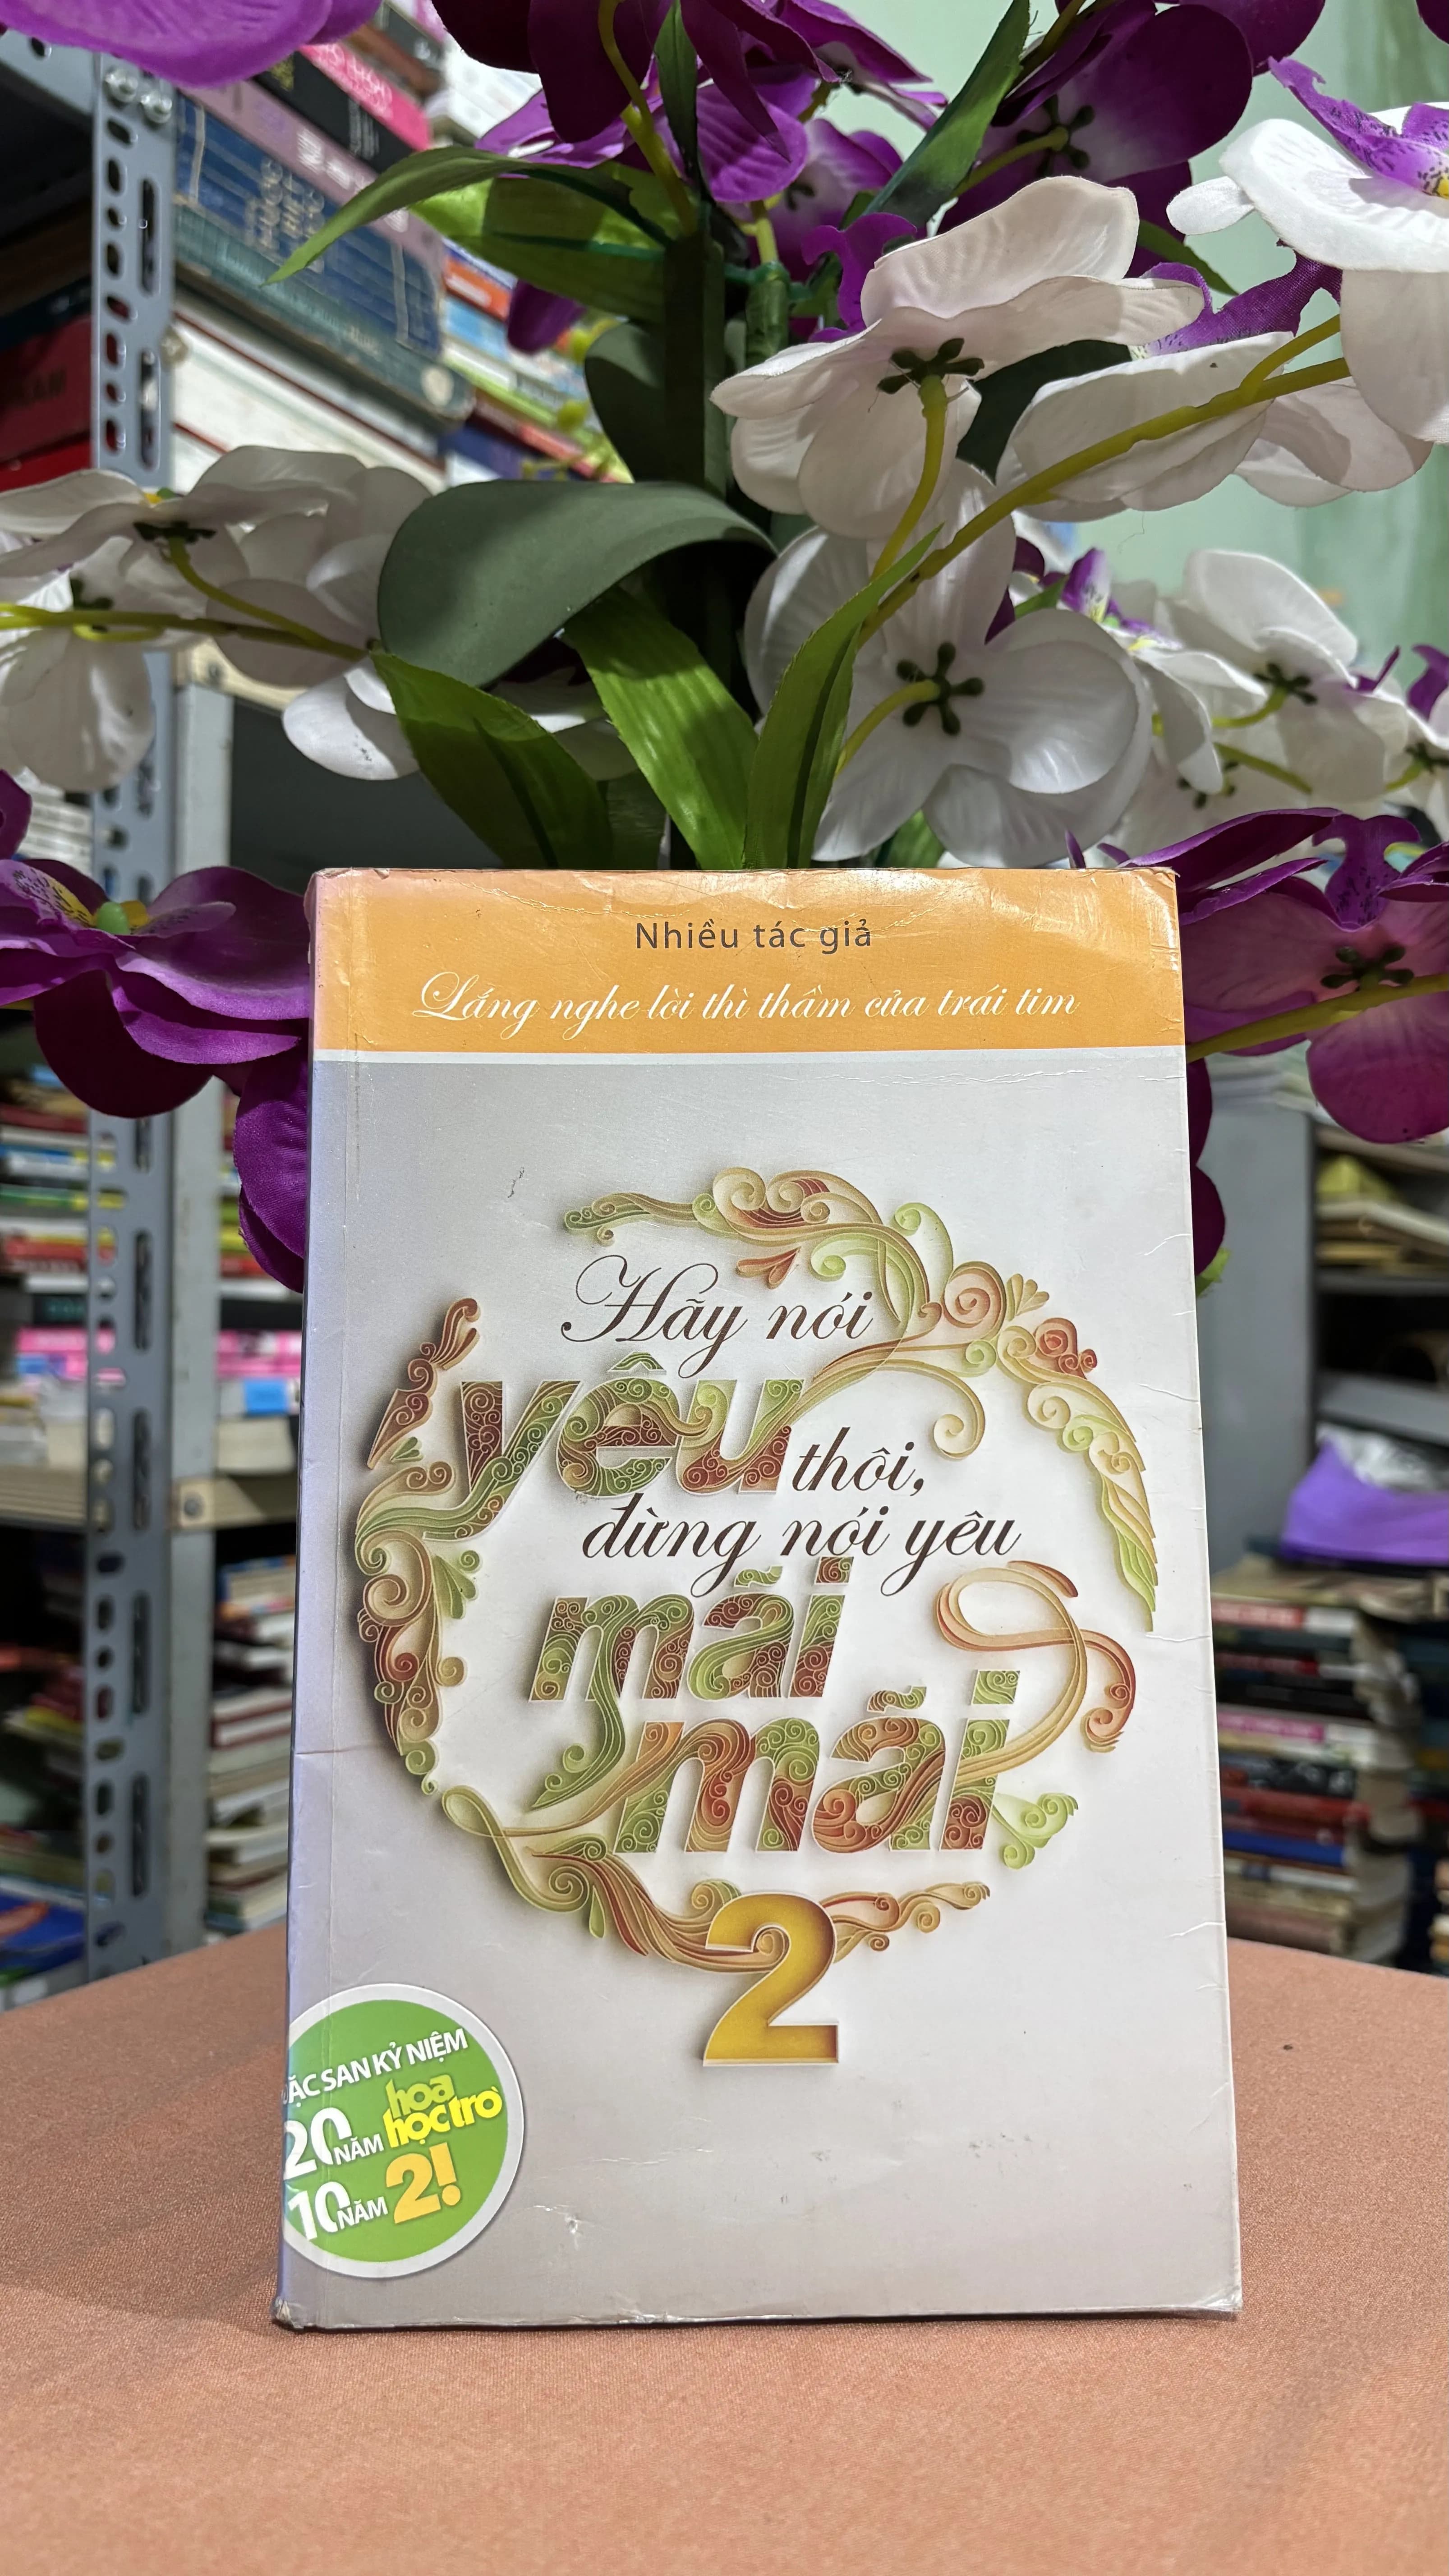 Nhiều tác giả
Lắng nghe lời thì thầm của trái tim
Hãy nói
yêu thôi,
đừng nói yêu
mãi
mãi
2
ĐẶC SAN KỶ NIỆM
20 NĂM hoa học trò
10 NĂM 2!